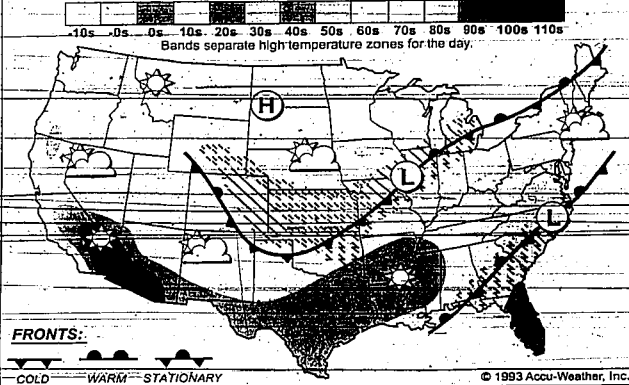 -10s -0s 0s 10s 20s 30s 40s 50s 60s 70s 80s 90s 100s 110s
Bands separate high temperature zones for the day.
H
L
L
FRONTS:
COLD WARM STATIONARY
© 1993 Accu-Weather, Inc.